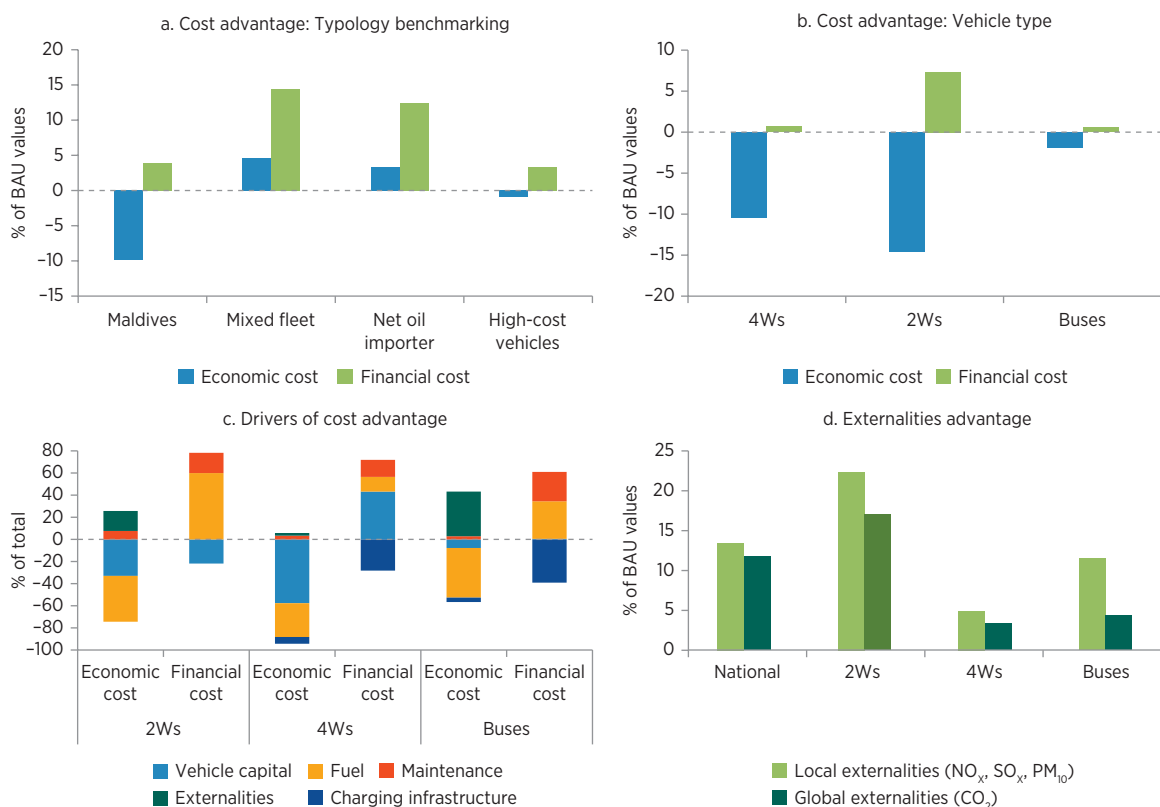 a. Cost advantage: Typology benchmarking
% of BAU values
20
15
10
5
0
−5
−10
−15
Maldives
Mixed fleet
Net oil
importer
High-cost
vehicles
Economic cost
Financial cost
b. Cost advantage: Vehicle type
% of BAU values
10
5
0
−5
−10
−15
−20
4Ws
2Ws
Buses
Economic cost
Financial cost
c. Drivers of cost advantage
% of total
80
60
40
20
0
−20
−40
−60
−80
−100
Economic
cost
Financial
cost
Economic
cost
Financial
cost
Economic
cost
Financial
cost
2Ws
4Ws
Buses
Vehicle capital
Fuel
Maintenance
Externalities
Charging infrastructure
d. Externalities advantage
% of BAU values
25
20
15
10
5
0
National
2Ws
4Ws
Buses
Local externalities (NOₓ, SOₓ, PM₁₀)
Global externalities (CO₂)